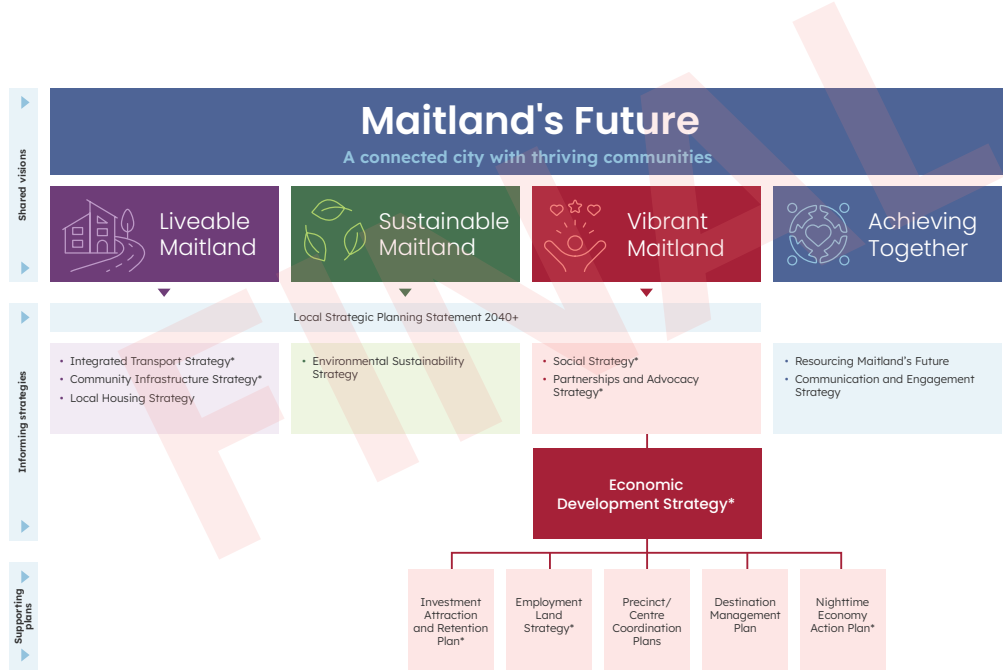 Maitland's Future
A connected city with thriving communities
Shared visions
Liveable
Maitland
Sustainable
Maitland
Vibrant
Maitland
Achieving
Together
Informing strategies
Local Strategic Planning Statement 2040+
• Integrated Transport Strategy*
• Community Infrastructure Strategy*
• Local Housing Strategy
• Environmental Sustainability
Strategy
• Social Strategy*
• Partnerships and Advocacy
Strategy*
• Resourcing Maitland's Future
• Communication and Engagement
Strategy
Economic
Development Strategy*
Supporting
plans
Investment
Attraction
and Retention
Plan*
Employment
Land
Strategy*
Precinct/
Centre
Coordination
Plans
Destination
Management
Plan
Nighttime
Economy
Action Plan*
FINAL